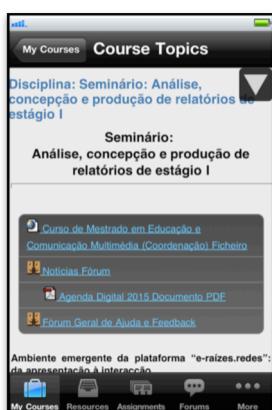 My Courses Course Topics
Disciplina: Seminário: Análise,
concepção e produção de relatórios de
estágio I
Seminário:
Análise, concepção e produção de
relatórios de estágio I
Curso de Mestrado em Educação e
Comunicação Multimédia (Coordenação) Ficheiro
Notícias Fórum
Agenda Digital 2015 Documento PDF
Fórum Geral de Ajuda e Feedback
Ambiente emergente da plataforma “e-raízes.redes”:
da apresentação à interacção
My Courses Resources Assignments Forums More